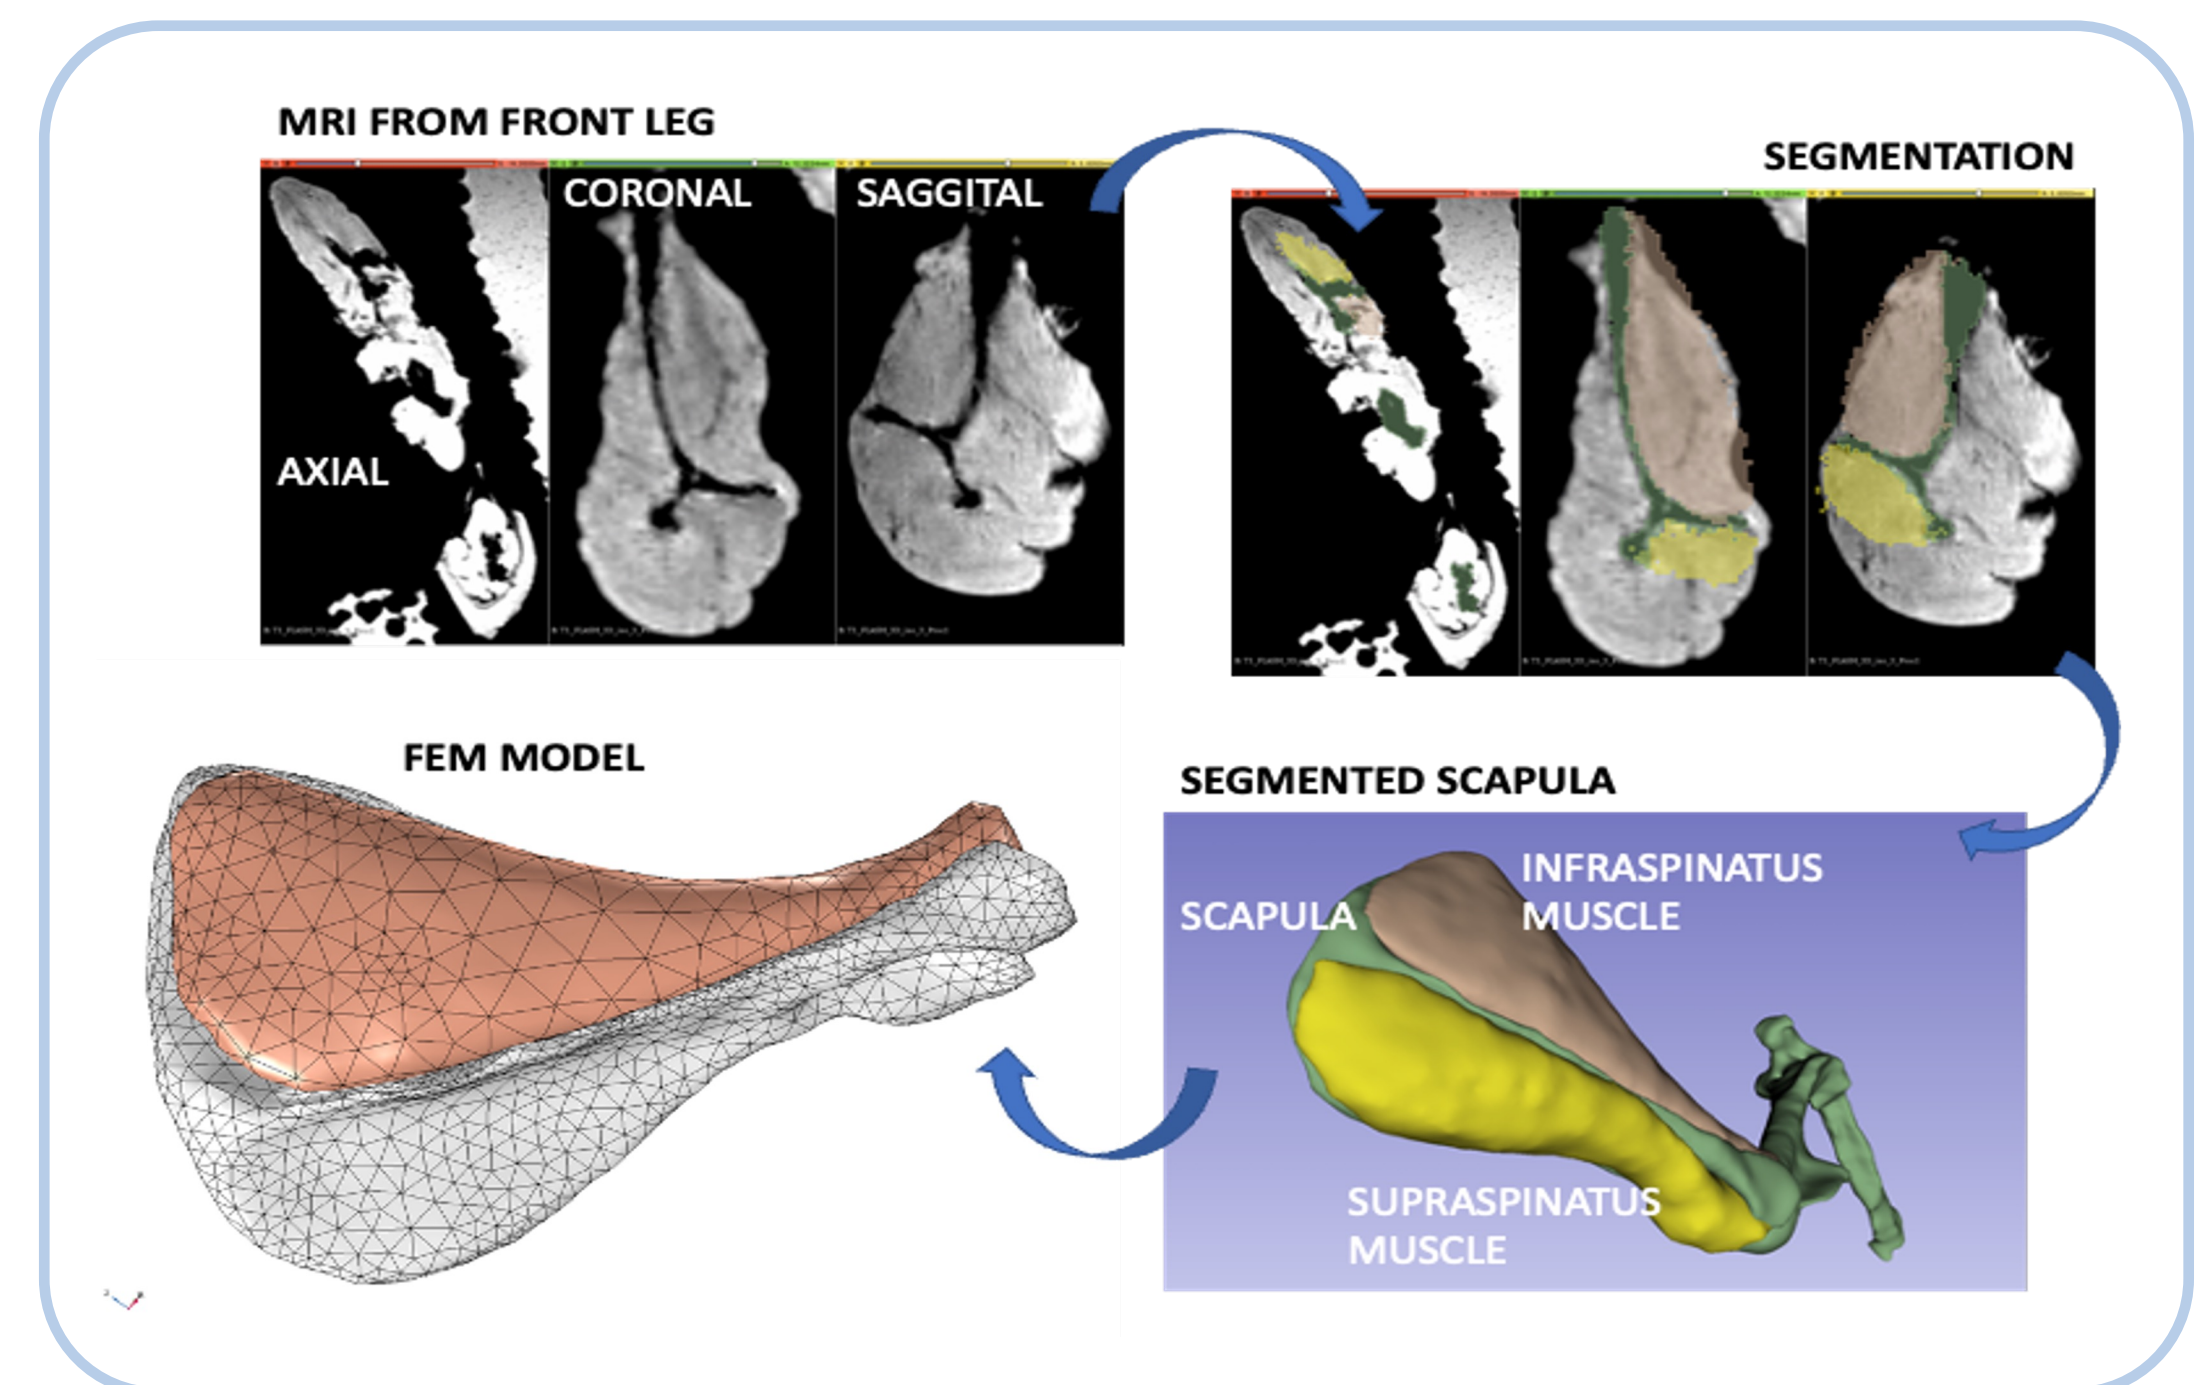 MRI FROM FRONT LEG
AXIAL
CORONAL
SAGGITAL
SEGMENTATION
FEM MODEL
SEGMENTED SCAPULA
SCAPULA
INFRASPINATUS
MUSCLE
SUPRASPINATUS
MUSCLE